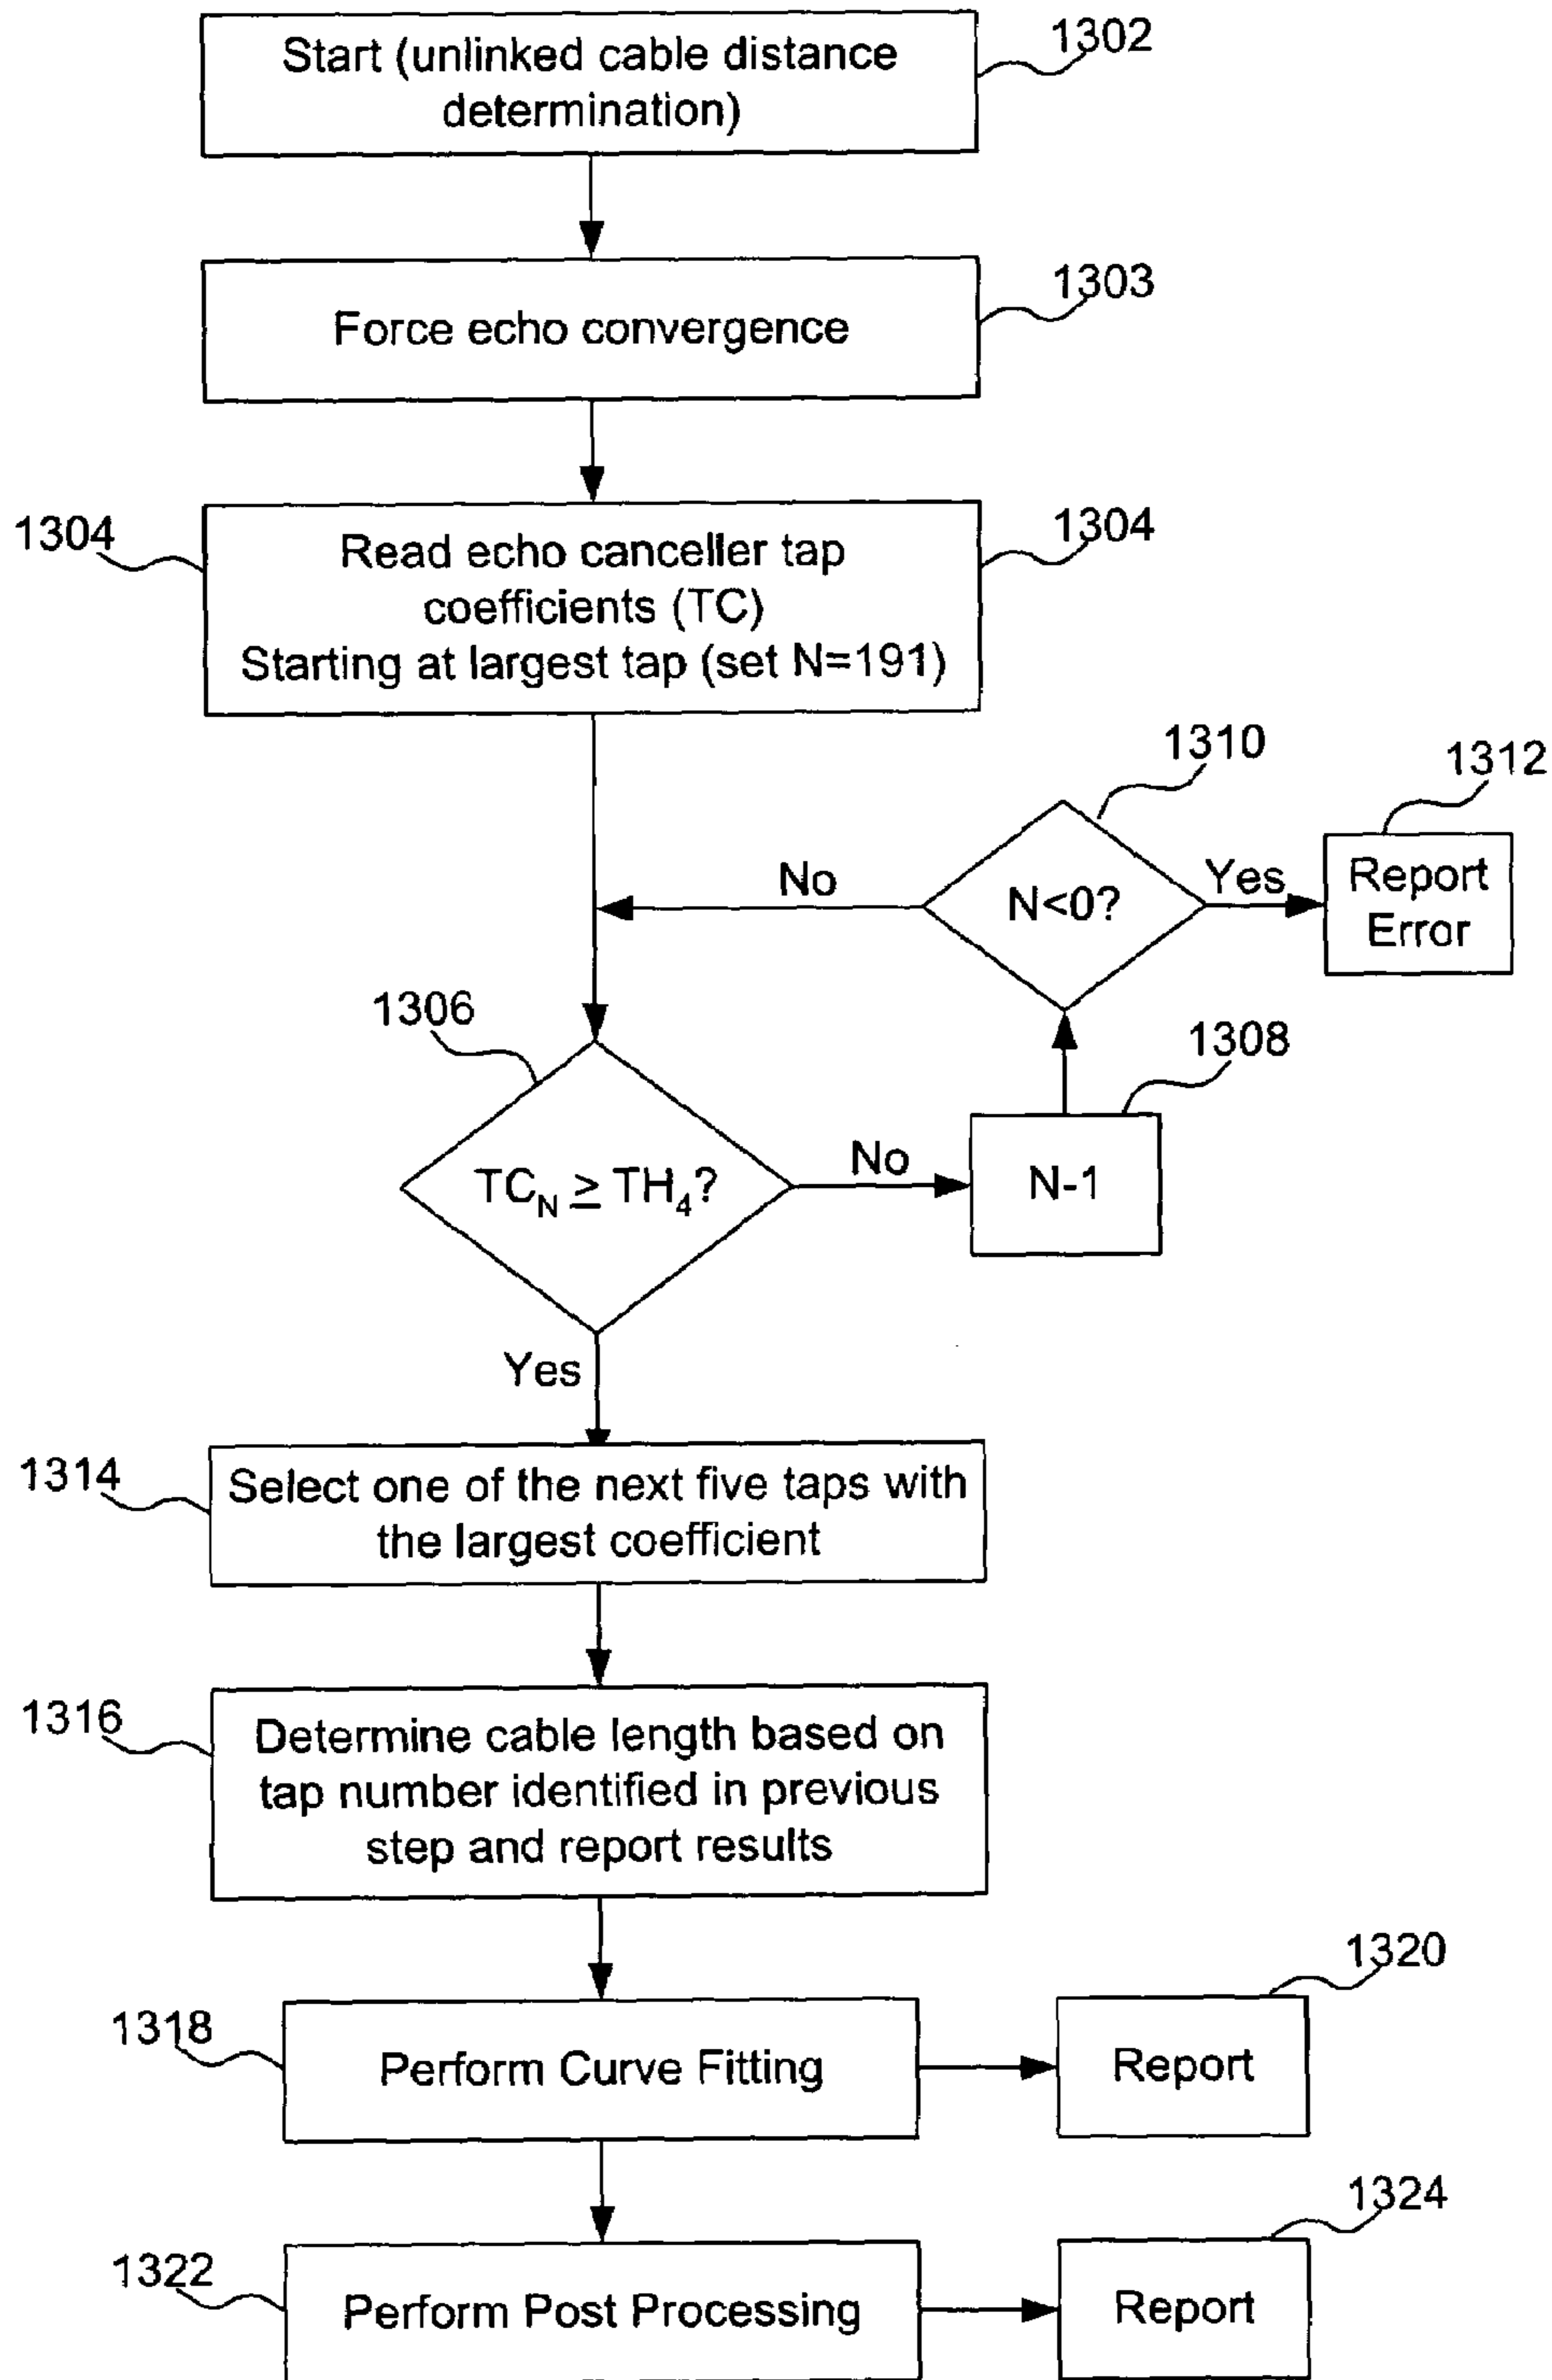 Start (unlinked cable distance
determination)
1302
Force echo convergence
1303
1304
Read echo canceller tap
coefficients (TC)
Starting at largest tap (set N=191)
1304
1310
1312
No
N<0?
Yes
Report
Error
1306
1308
TC_N ≥ TH_4?
No
N-1
Yes
1314
Select one of the next five taps with
the largest coefficient
1316
Determine cable length based on
tap number identified in previous
step and report results
1320
1318
Perform Curve Fitting
Report
1324
1322
Perform Post Processing
Report